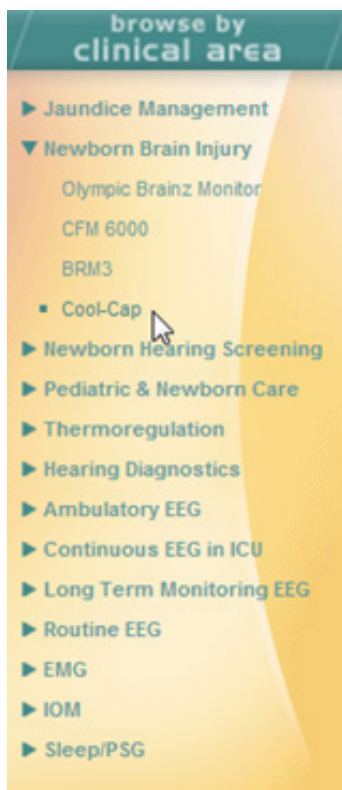 browse by
clinical area
Jaundice Management
Newborn Brain Injury
Olympic Brainz Monitor
CFM 6000
BRM3
Cool-Cap
Newborn Hearing Screening
Pediatric & Newborn Care
Thermoregulation
Hearing Diagnostics
Ambulatory EEG
Continuous EEG in ICU
Long Term Monitoring EEG
Routine EEG
EMG
IOM
Sleep/PSG